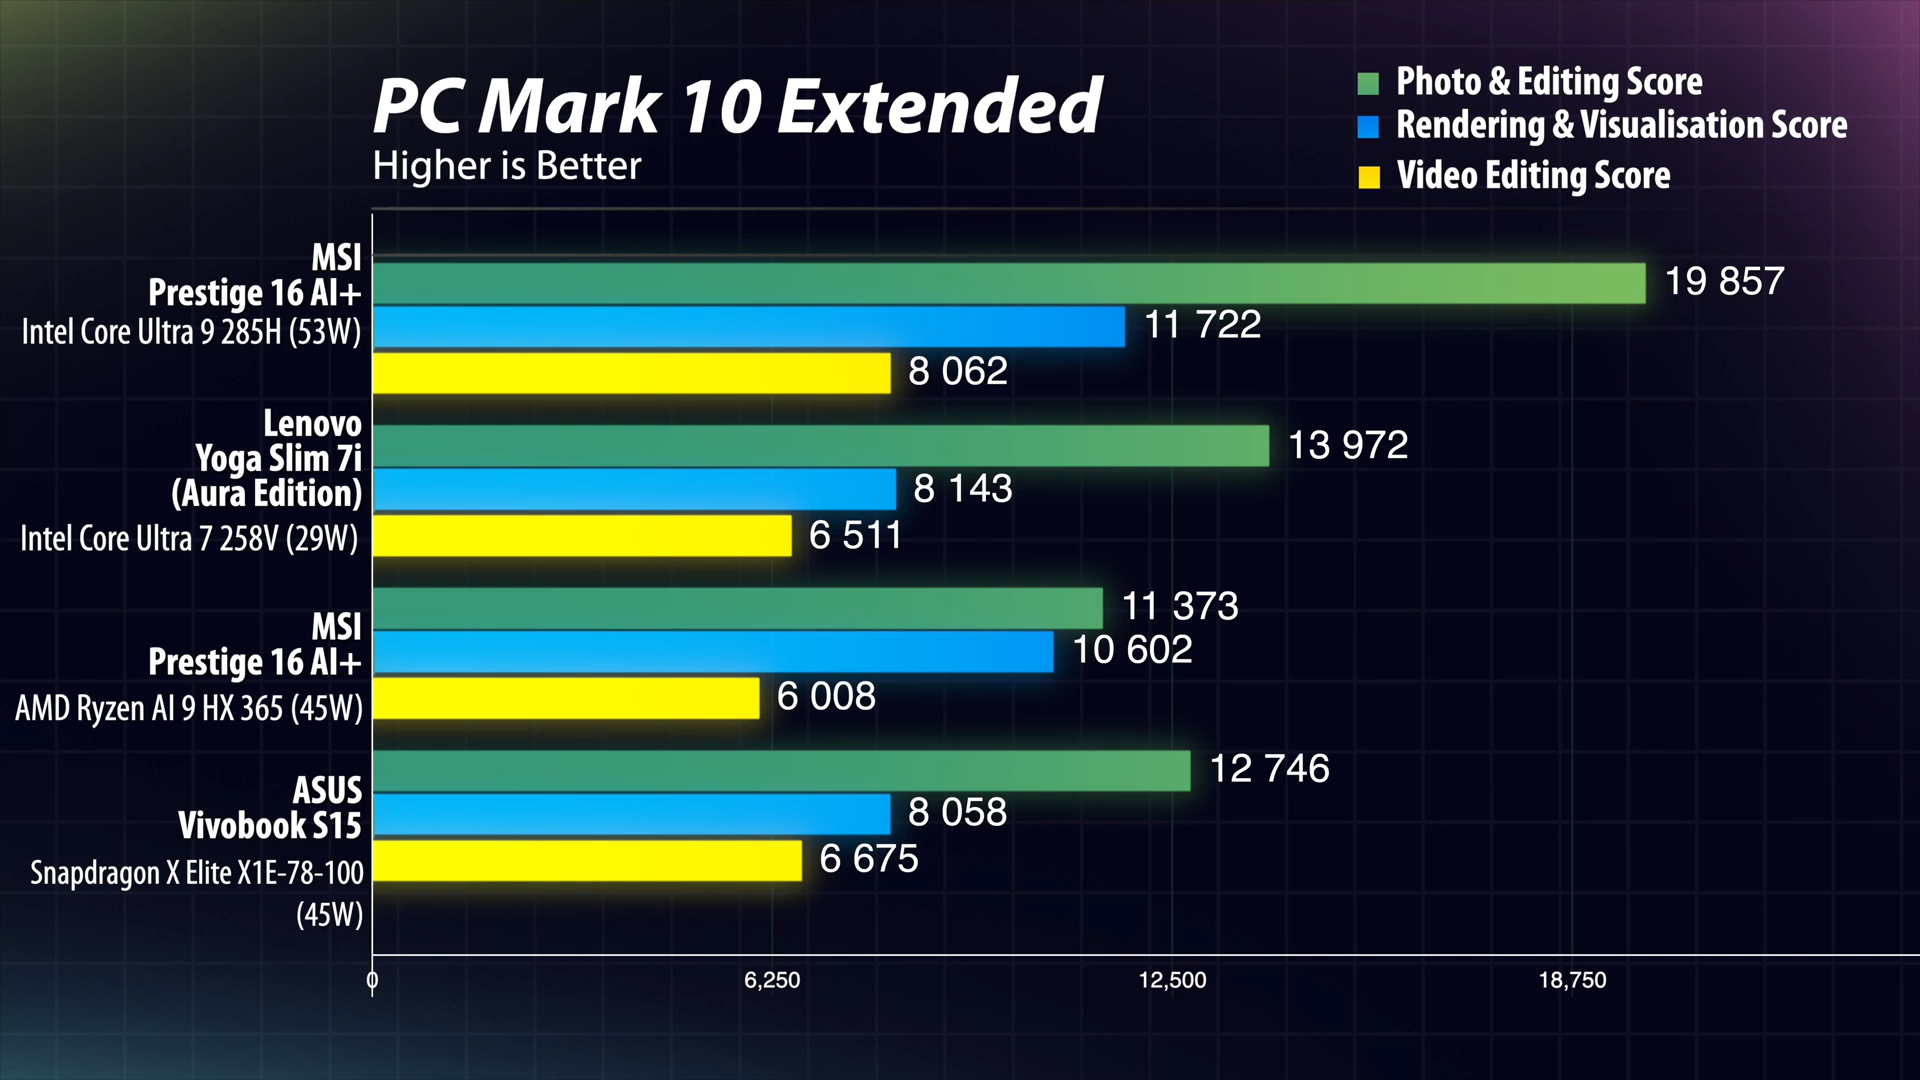 PC Mark 10 Extended
Higher is Better
Photo & Editing Score
Rendering & Visualisation Score
Video Editing Score
MSI
Prestige 16 AI+
Intel Core Ultra 9 285H (53W)
19 857
11 722
8 062
Lenovo
Yoga Slim 7i
(Aura Edition)
Intel Core Ultra 7 258V (29W)
13 972
8 143
6 511
MSI
Prestige 16 AI+
AMD Ryzen AI 9 HX 365 (45W)
11 373
10 602
6 008
ASUS
Vivobook S15
Snapdragon X Elite X1E-78-100
(45W)
12 746
8 058
6 675
0
6,250
12,500
18,750